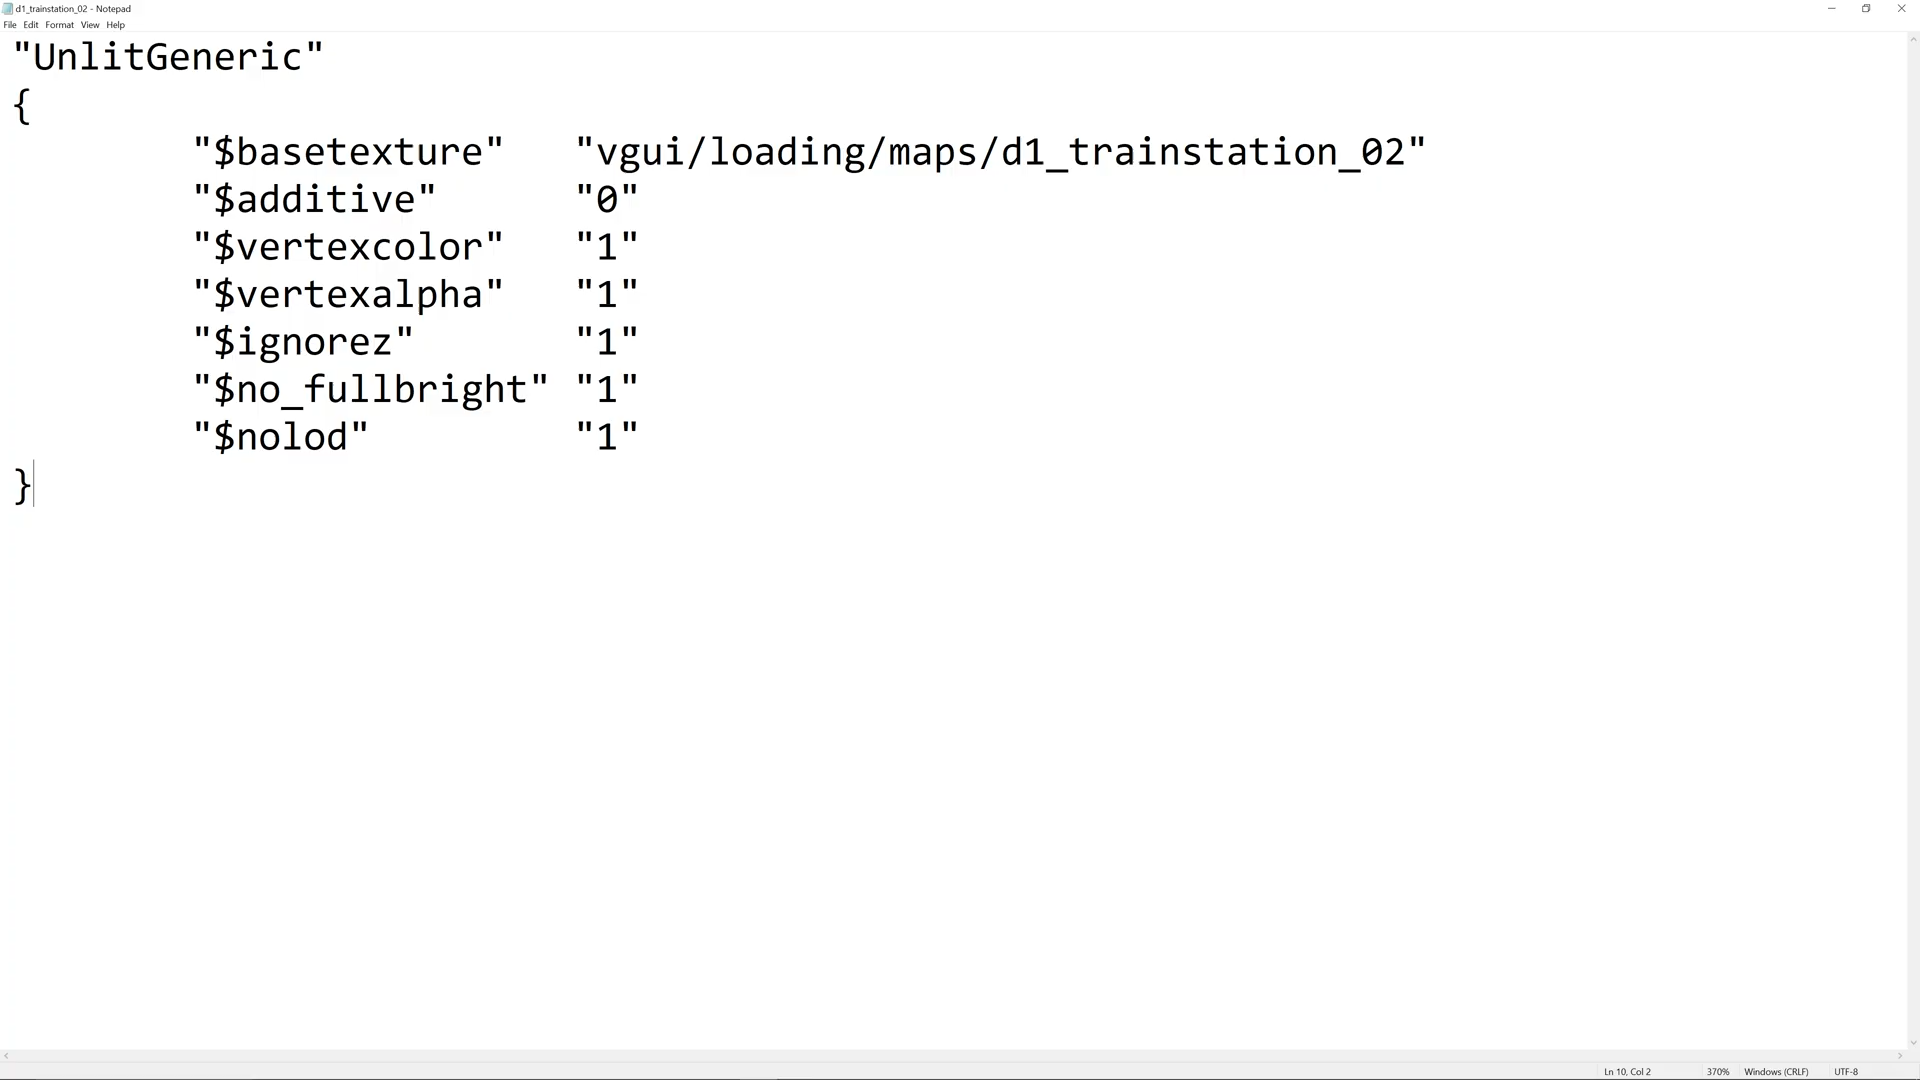 d1_trainstation_02 - Notepad
File Edit Format View Help
"UnlitGeneric"
{
"$basetexture" "vgui/loading/maps/d1_trainstation_02"
"$additive" "0"
"$vertexcolor" "1"
"$vertexalpha" "1"
"$ignorez" "1"
"$no_fullbright" "1"
"$nolod" "1"
}
Ln 10, Col 2 370% Windows (CRLF) UTF-8